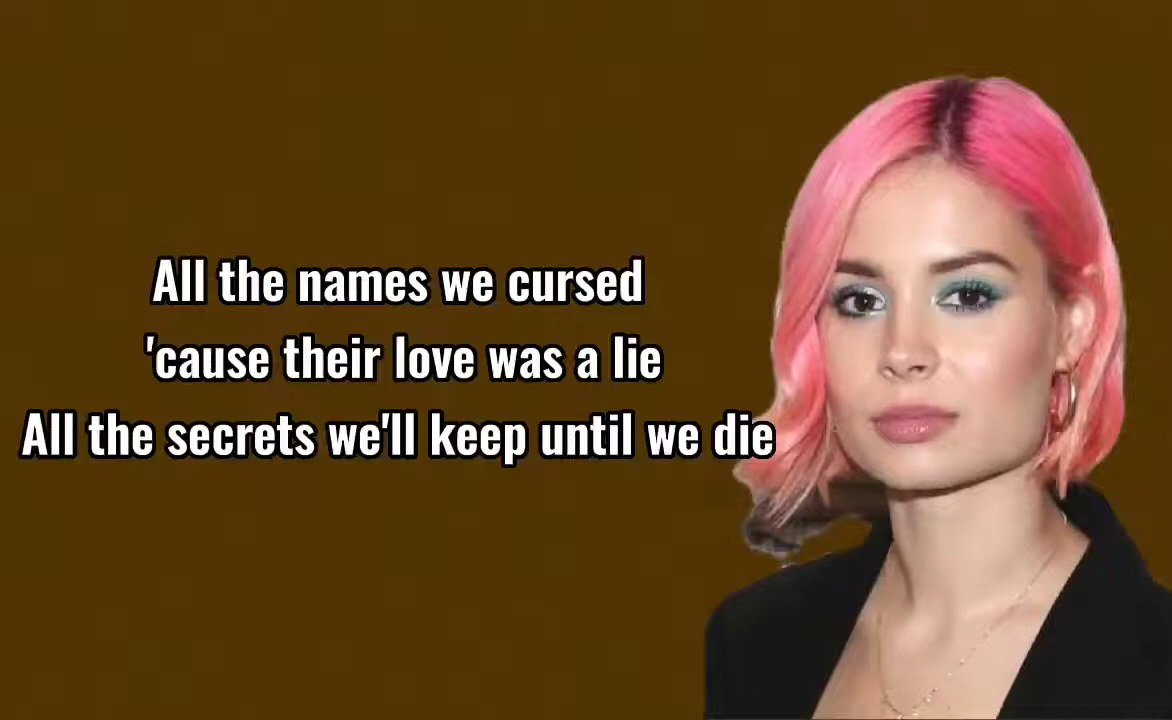 All the names we cursed
'cause their love was a lie
All the secrets we'll keep until we die